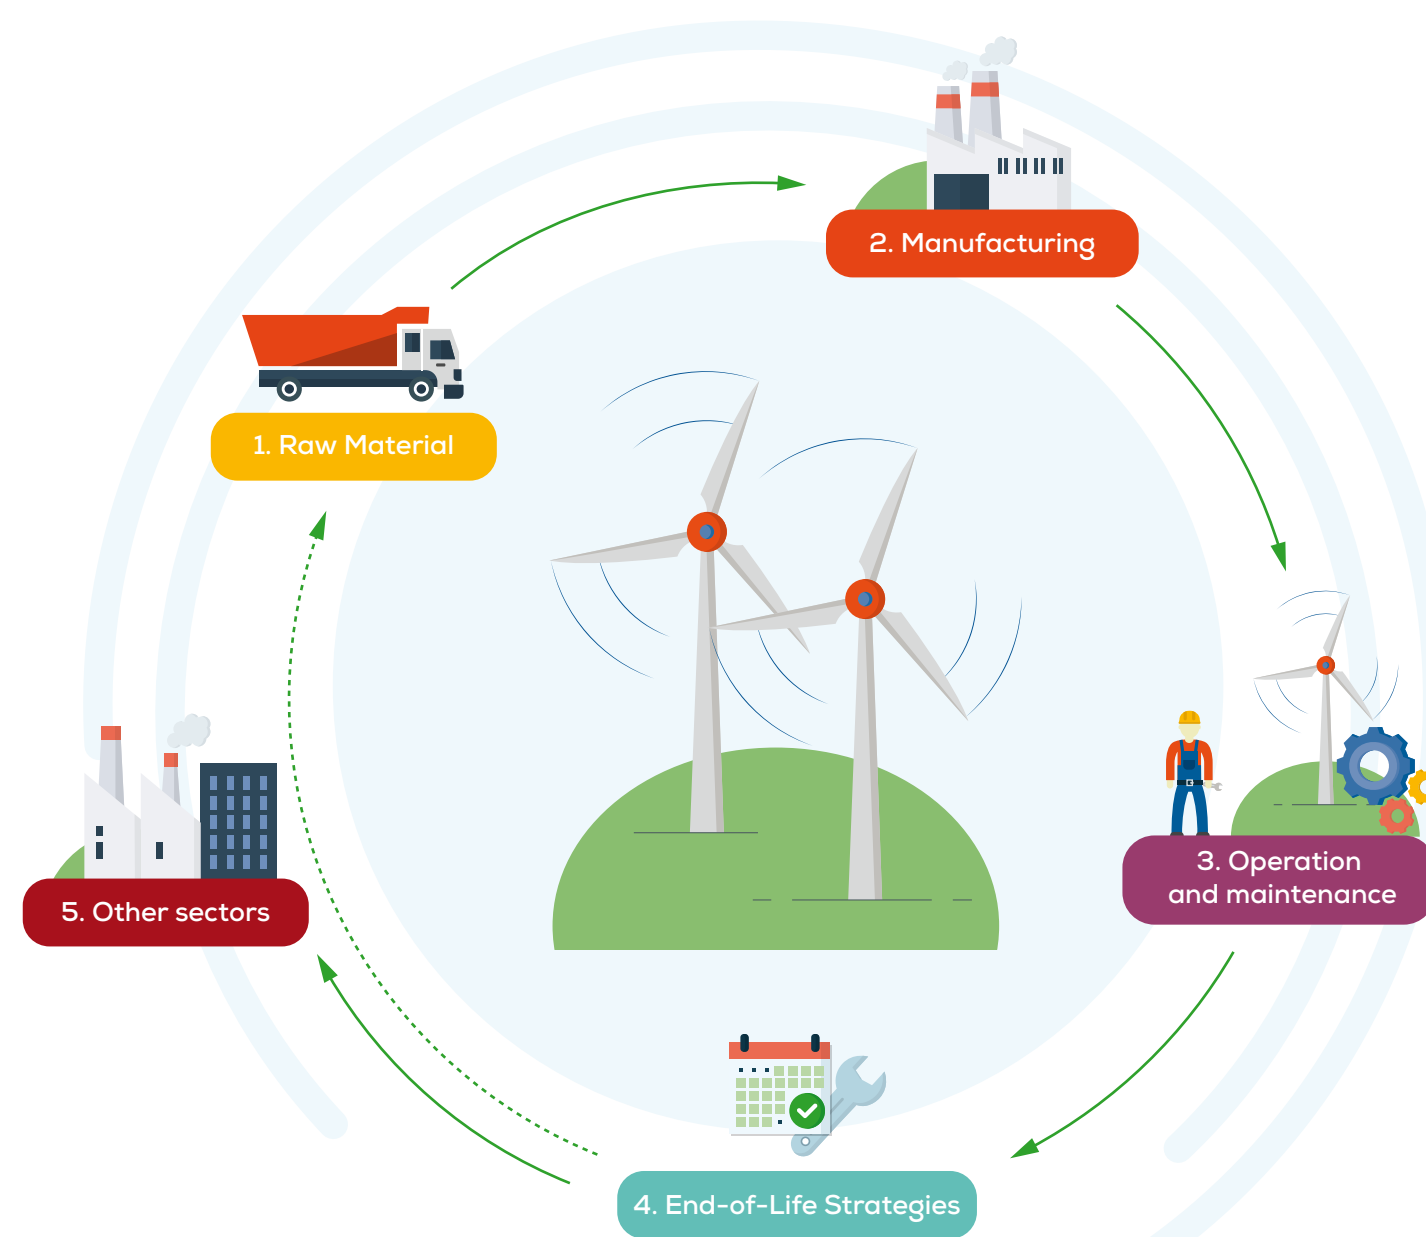 2. Manufacturing
1. Raw Material
3. Operation
and maintenance
5. Other sectors
4. End-of-Life Strategies